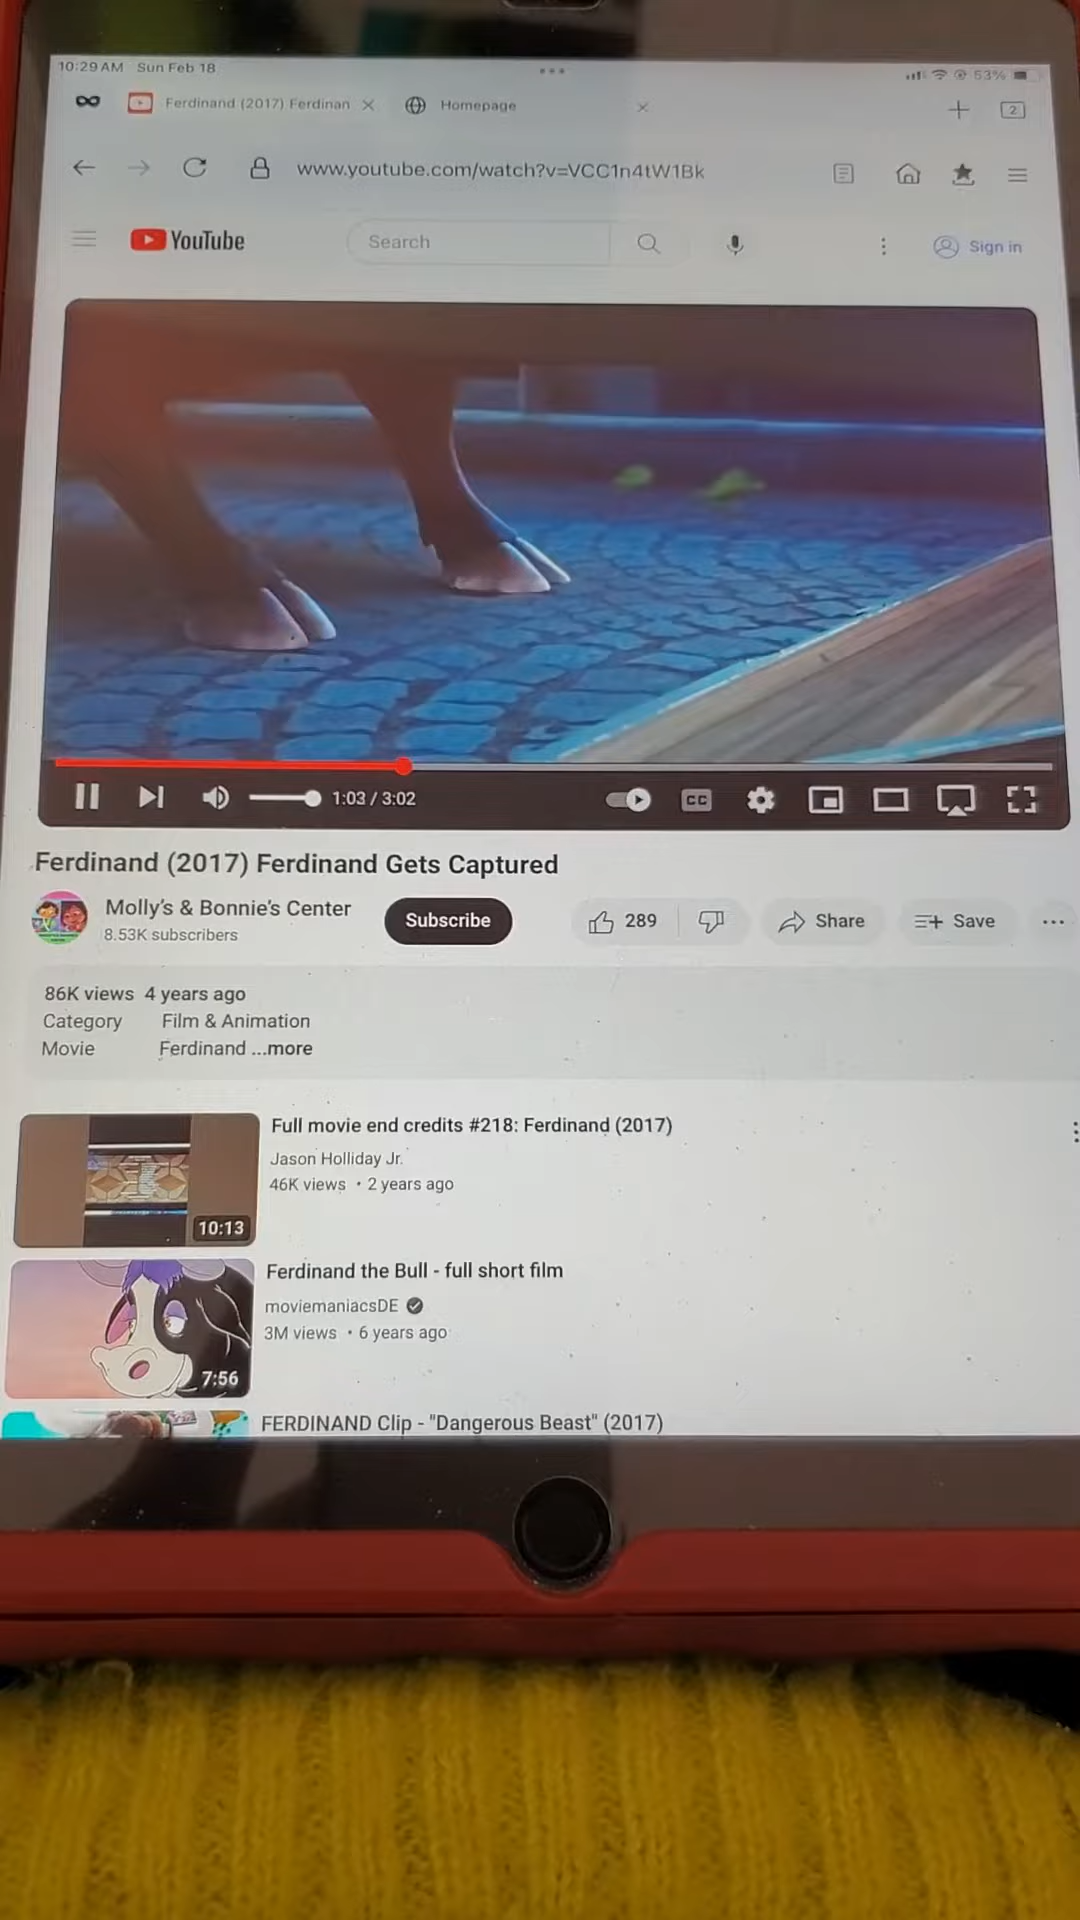 10:29 AM Sun Feb 18
53%
Ferdinand (2017) Ferdinan
Homepage
2
www.youtube.com/watch?v=VCC1n4tW1Bk
YouTube
Search
Sign in
1:03 / 3:02
CC
Ferdinand (2017) Ferdinand Gets Captured
Molly's & Bonnie's Center
8.53K subscribers
Subscribe
289
Share
Save
86K views 4 years ago
Category Film & Animation
Movie Ferdinand ...more
Full movie end credits #218: Ferdinand (2017)
Jason Holliday Jr.
46K views • 2 years ago
10:13
Ferdinand the Bull - full short film
moviemaniacsDE
3M views • 6 years ago
7:56
FERDINAND Clip - "Dangerous Beast" (2017)